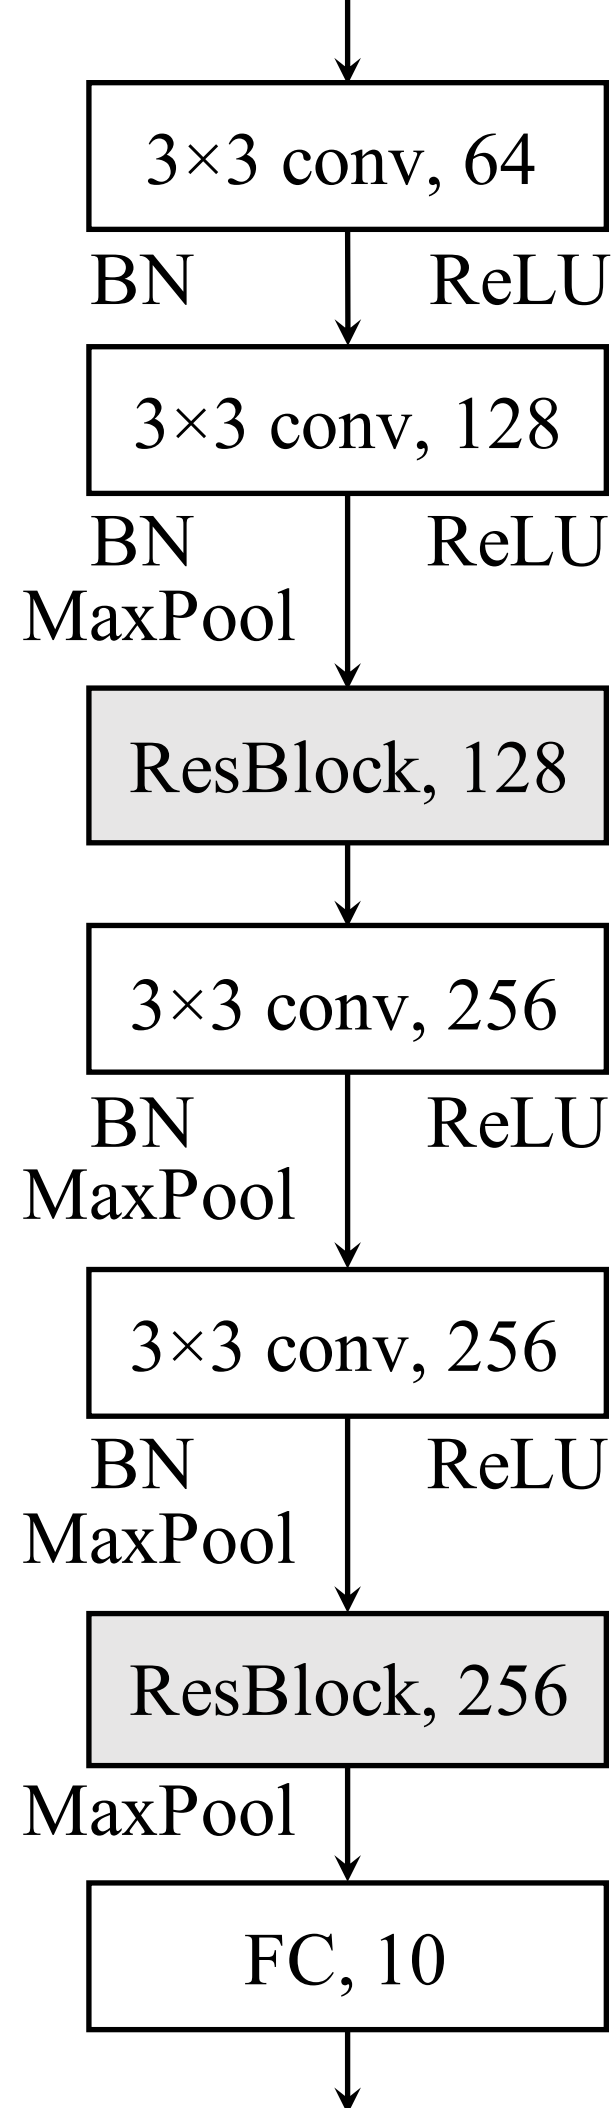 3×3 conv, 64
BN ReLU
3×3 conv, 128
BN ReLU
MaxPool
ResBlock, 128
3×3 conv, 256
BN ReLU
MaxPool
3×3 conv, 256
BN ReLU
MaxPool
ResBlock, 256
MaxPool
FC, 10